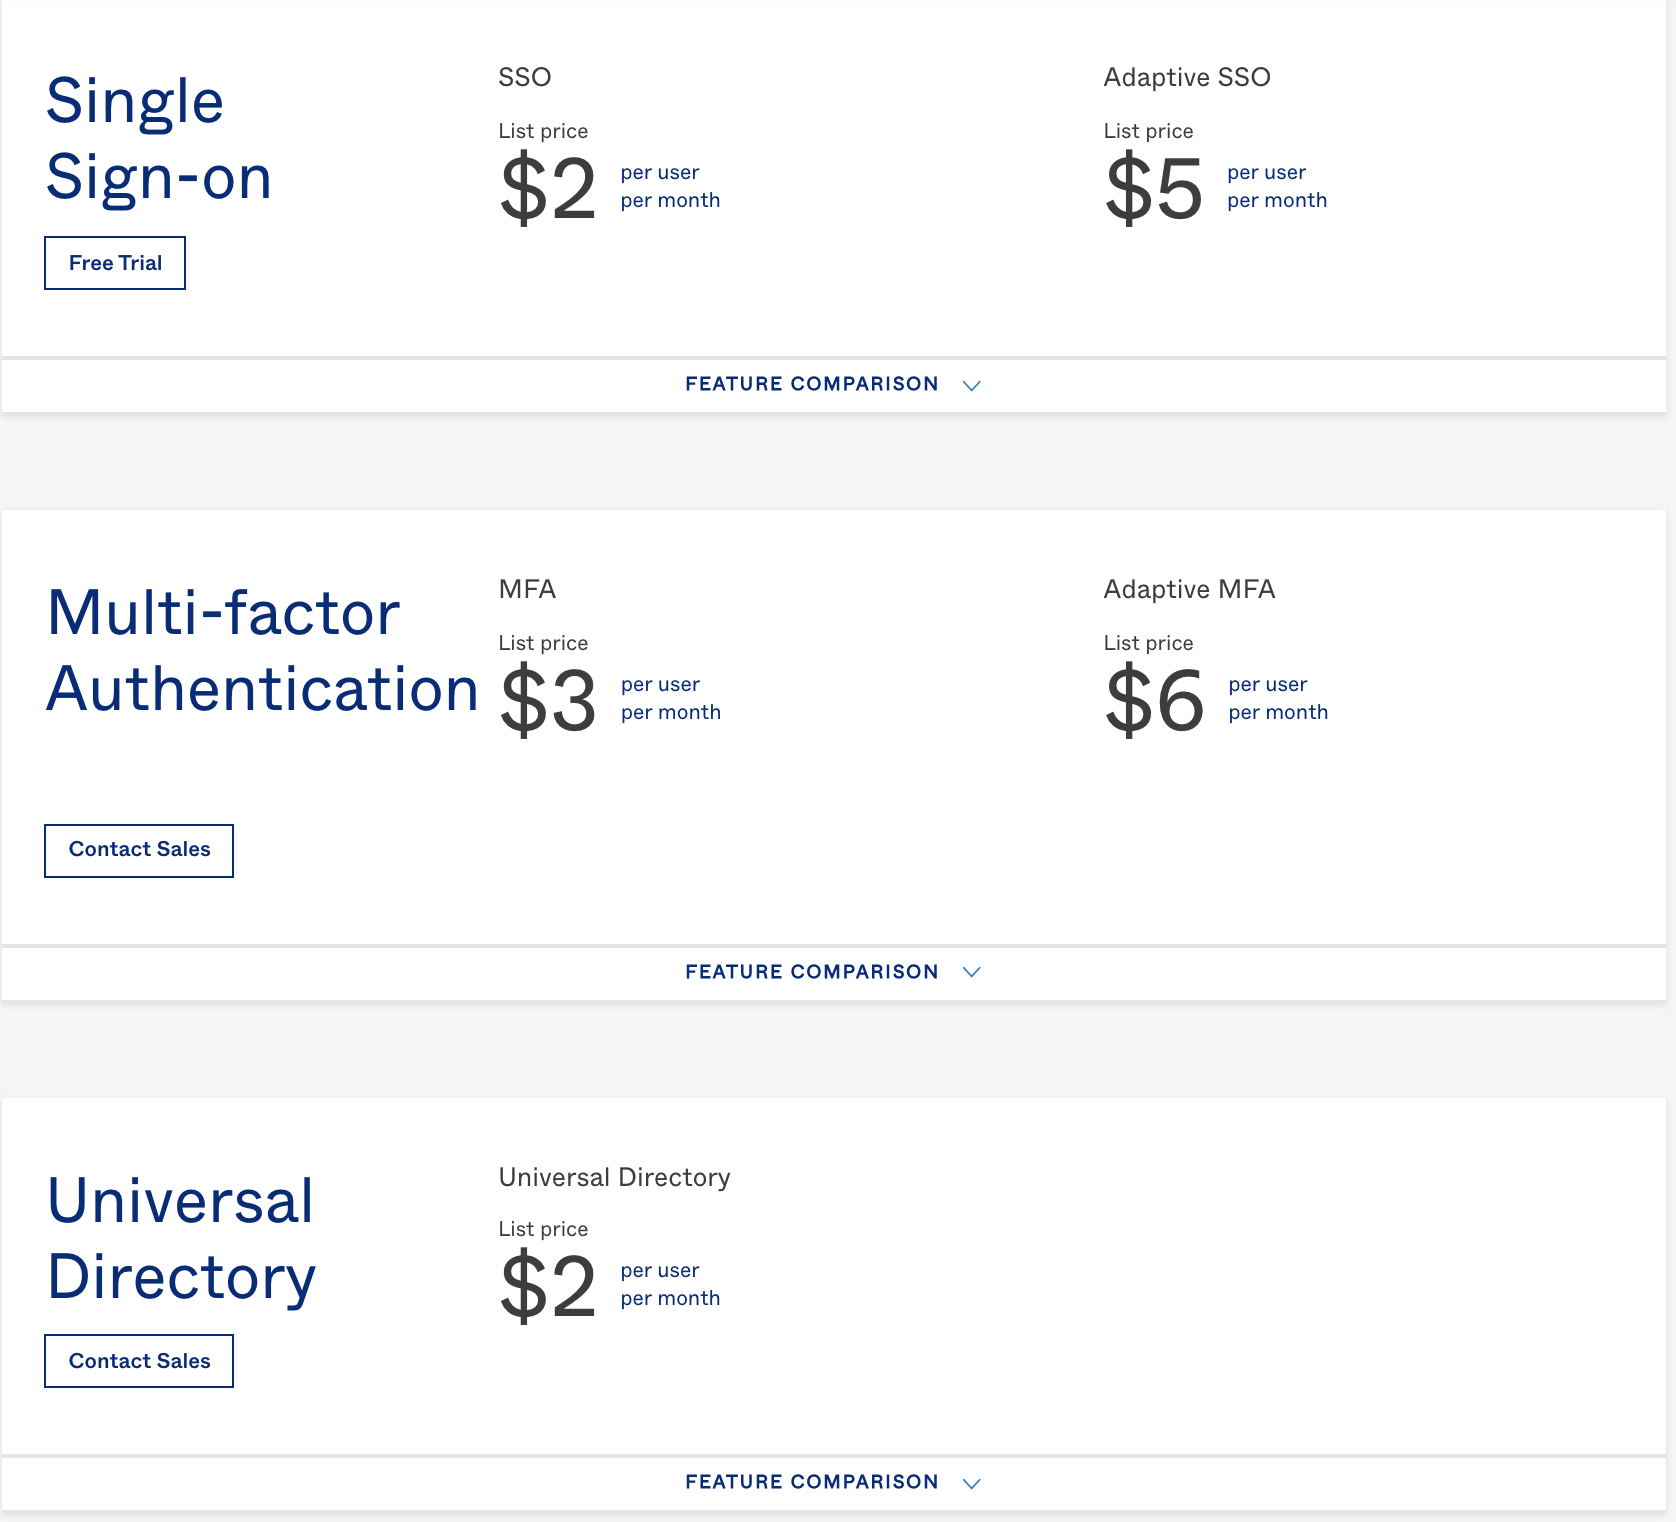 Single
Sign-on
Free Trial
SSO
List price
$2
per user
per month
Adaptive SSO
List price
$5
per user
per month
FEATURE COMPARISON
Multi-factor
Authentication
Contact Sales
MFA
List price
$3
per user
per month
Adaptive MFA
List price
$6
per user
per month
FEATURE COMPARISON
Universal
Directory
Contact Sales
Universal Directory
List price
$2
per user
per month
FEATURE COMPARISON